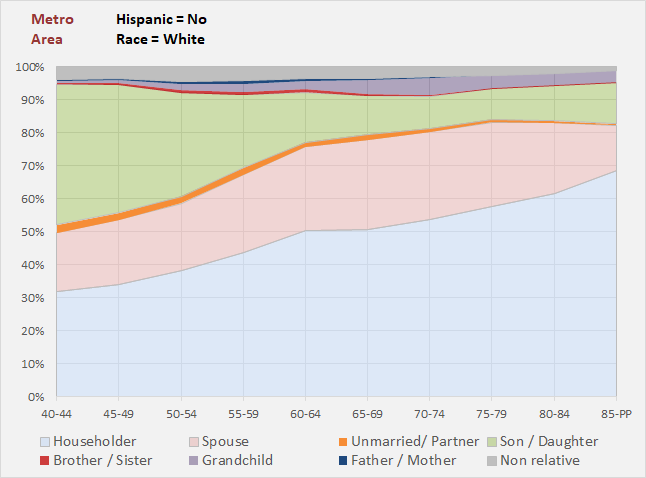 Metro Hispanic = No
Area Race = White
100%
90%
80%
70%
60%
50%
40%
30%
20%
10%
0%
40-44 45-49 50-54 55-59 60-64 65-69 70-74 75-79 80-84 85-PP
Householder Spouse Unmarried/ Partner Son / Daughter
Brother / Sister Grandchild Father / Mother Non relative